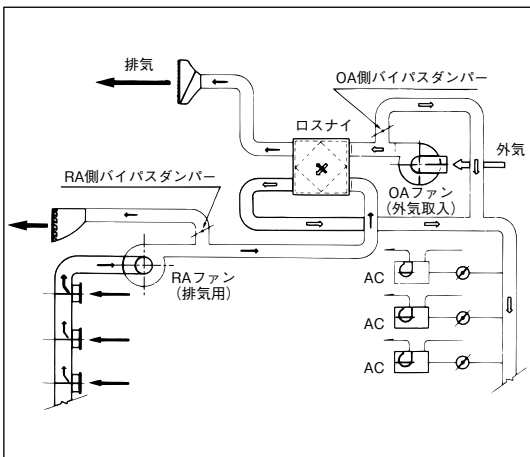 排気
OA側バイパスダンパー
ロスナイ
外気
RA側バイパスダンパー
OAファン
(外気取入)
RAファン
(排気用)
AC
AC
AC